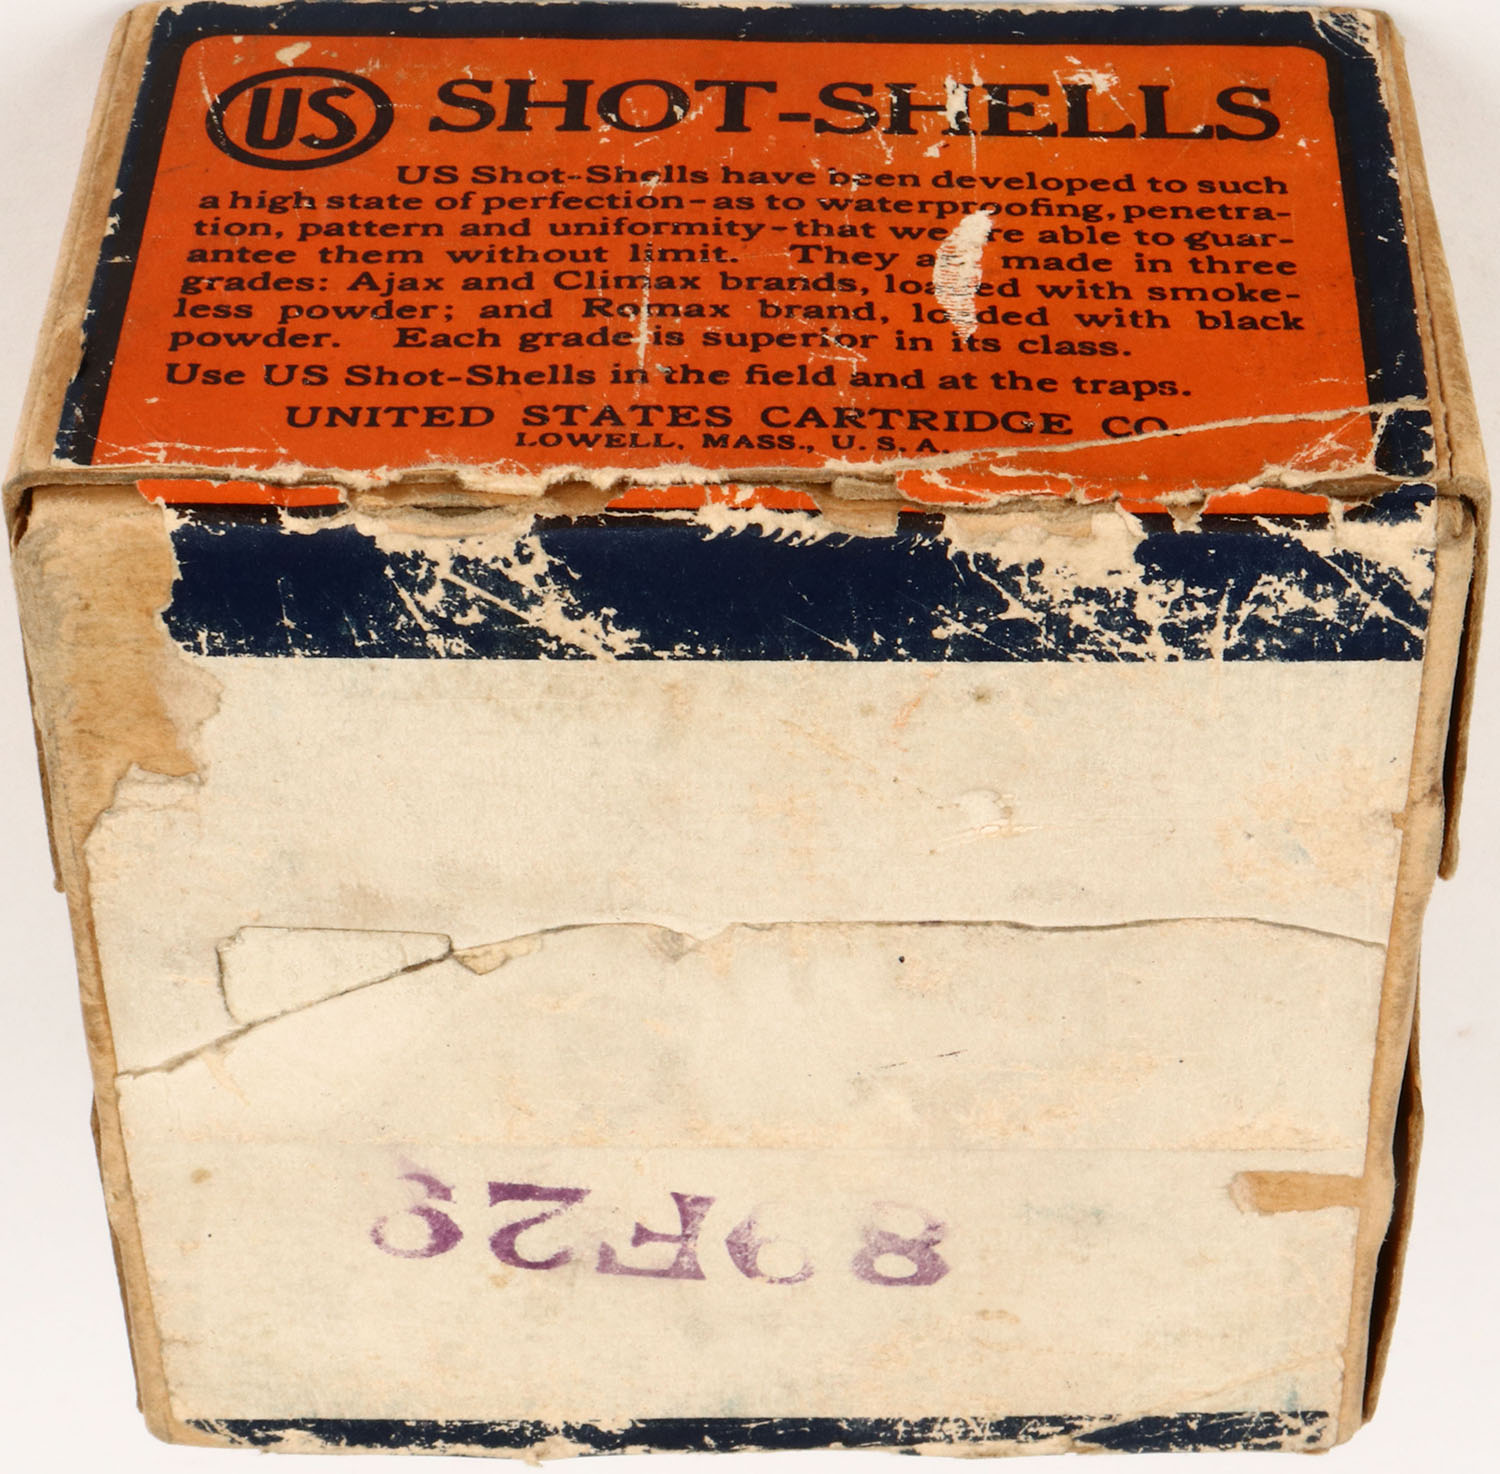 US SHOT-SHELLS
US Shot-Shells have been developed to such
a high state of perfection-as to waterproofing, penetra-
tion, pattern and uniformity-that we are able to guar-
antee them without limit. They are made in three
grades: Ajax and Climax brands, loaded with smoke-
less powder; and Romax brand, loaded with black
powder. Each grade is superior in its class.
Use US Shot-Shells in the field and at the traps.
UNITED STATES CARTRIDGE CO.
LOWELL, MASS., U. S. A.